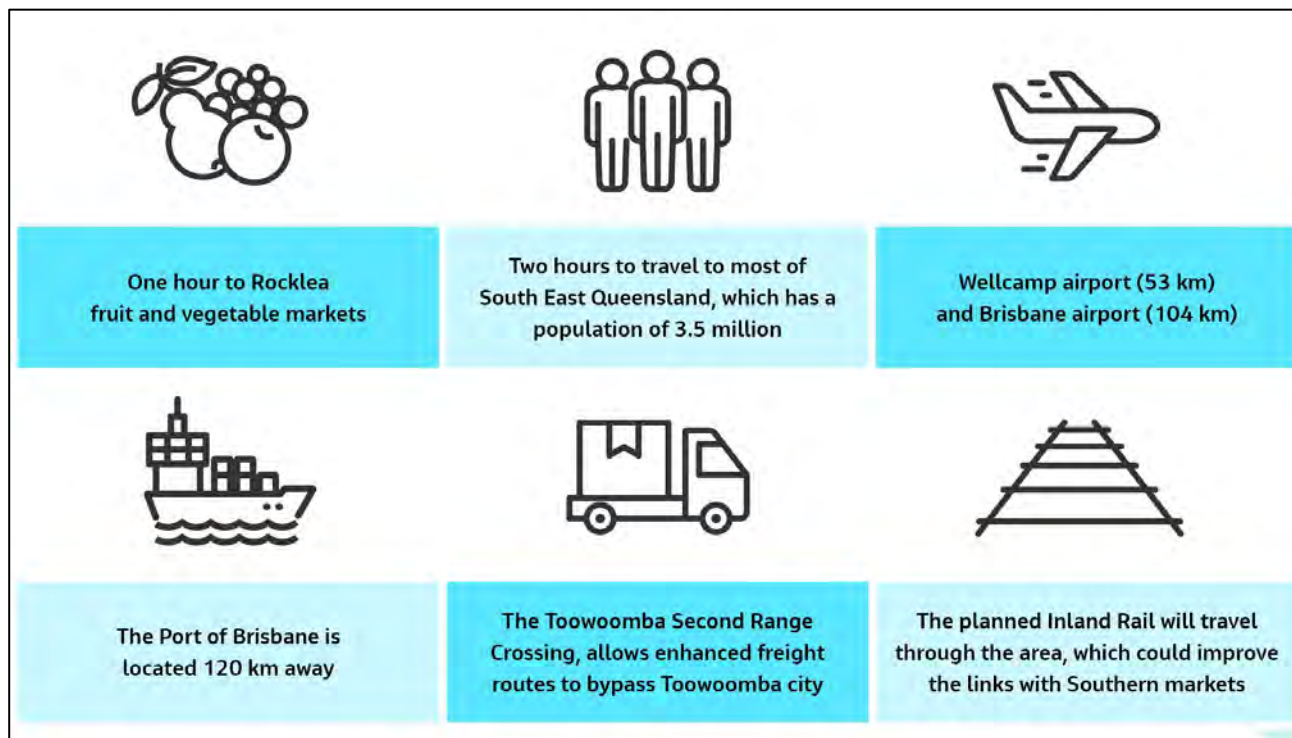 One hour to Rocklea
fruit and vegetable markets
Two hours to travel to most of
South East Queensland, which has a
population of 3.5 million
Wellcamp airport (53 km)
and Brisbane airport (104 km)
The Port of Brisbane is
located 120 km away
The Toowoomba Second Range
Crossing, allows enhanced freight
routes to bypass Toowoomba city
The planned Inland Rail will travel
through the area, which could improve
the links with Southern markets